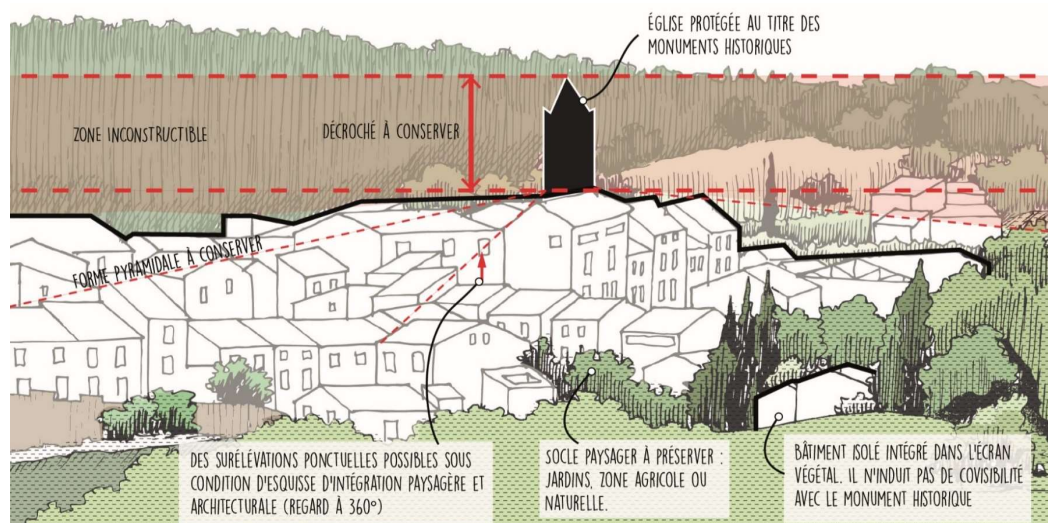 ÉGLISE PROTÉGÉE AU TITRE DES
MONUMENTS HISTORIQUES
ZONE INCONSTRUCTIBLE
DÉCROCHÉ À CONSERVER
FORME PYRAMIDALE À CONSERVER
DES SURÉLÉVATIONS PONCTUELLES POSSIBLES SOUS
CONDITION D'ESQUISSE D'INTÉGRATION PAYSAGÈRE ET
ARCHITECTURALE (REGARD À 360°)
SOCLE PAYSAGER À PRÉSERVER :
JARDINS, ZONE AGRICOLE OU
NATURELLE.
BÂTIMENT ISOLÉ INTÉGRÉ DANS L'ÉCRAN
VÉGÉTAL. IL N'INDUIT PAS DE COVISIBILITÉ
AVEC LE MONUMENT HISTORIQUE